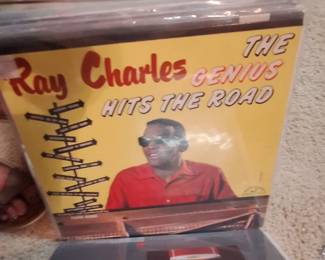 Ray Charles
THE
GENIUS
HITS THE ROAD